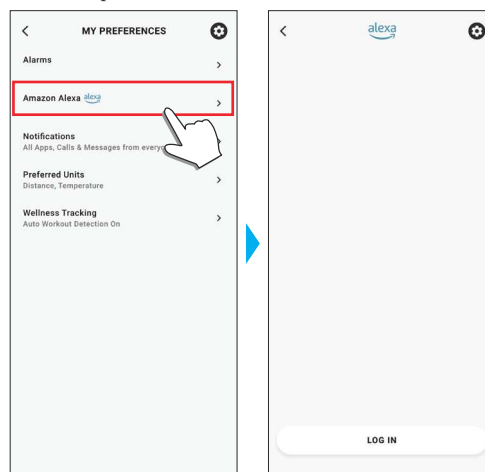 MY PREFERENCES
Alarms
Amazon Alexa alexa
Notifications
All Apps, Calls & Messages from
Preferred Units
Distance, Temperature
Wellness Tracking
Auto Workout Detection On
alexa
LOG IN